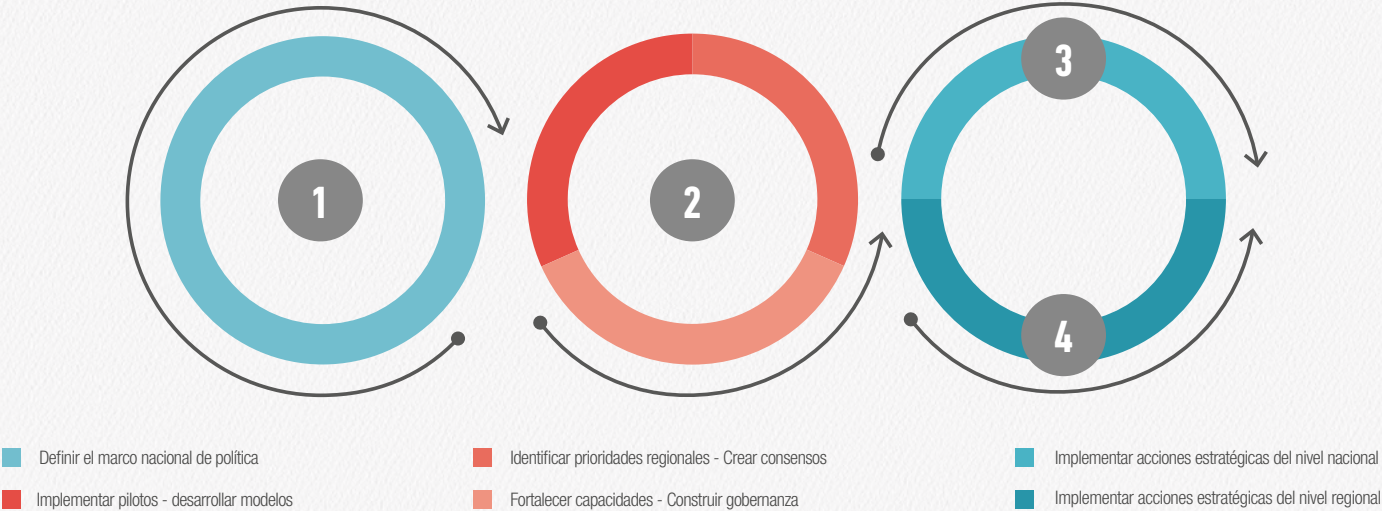 1
2
3
4
Definir el marco nacional de política
Identificar prioridades regionales - Crear consensos
Implementar acciones estratégicas del nivel nacional
Implementar pilotos - desarrollar modelos
Fortalecer capacidades - Construir gobernanza
Implementar acciones estratégicas del nivel regional